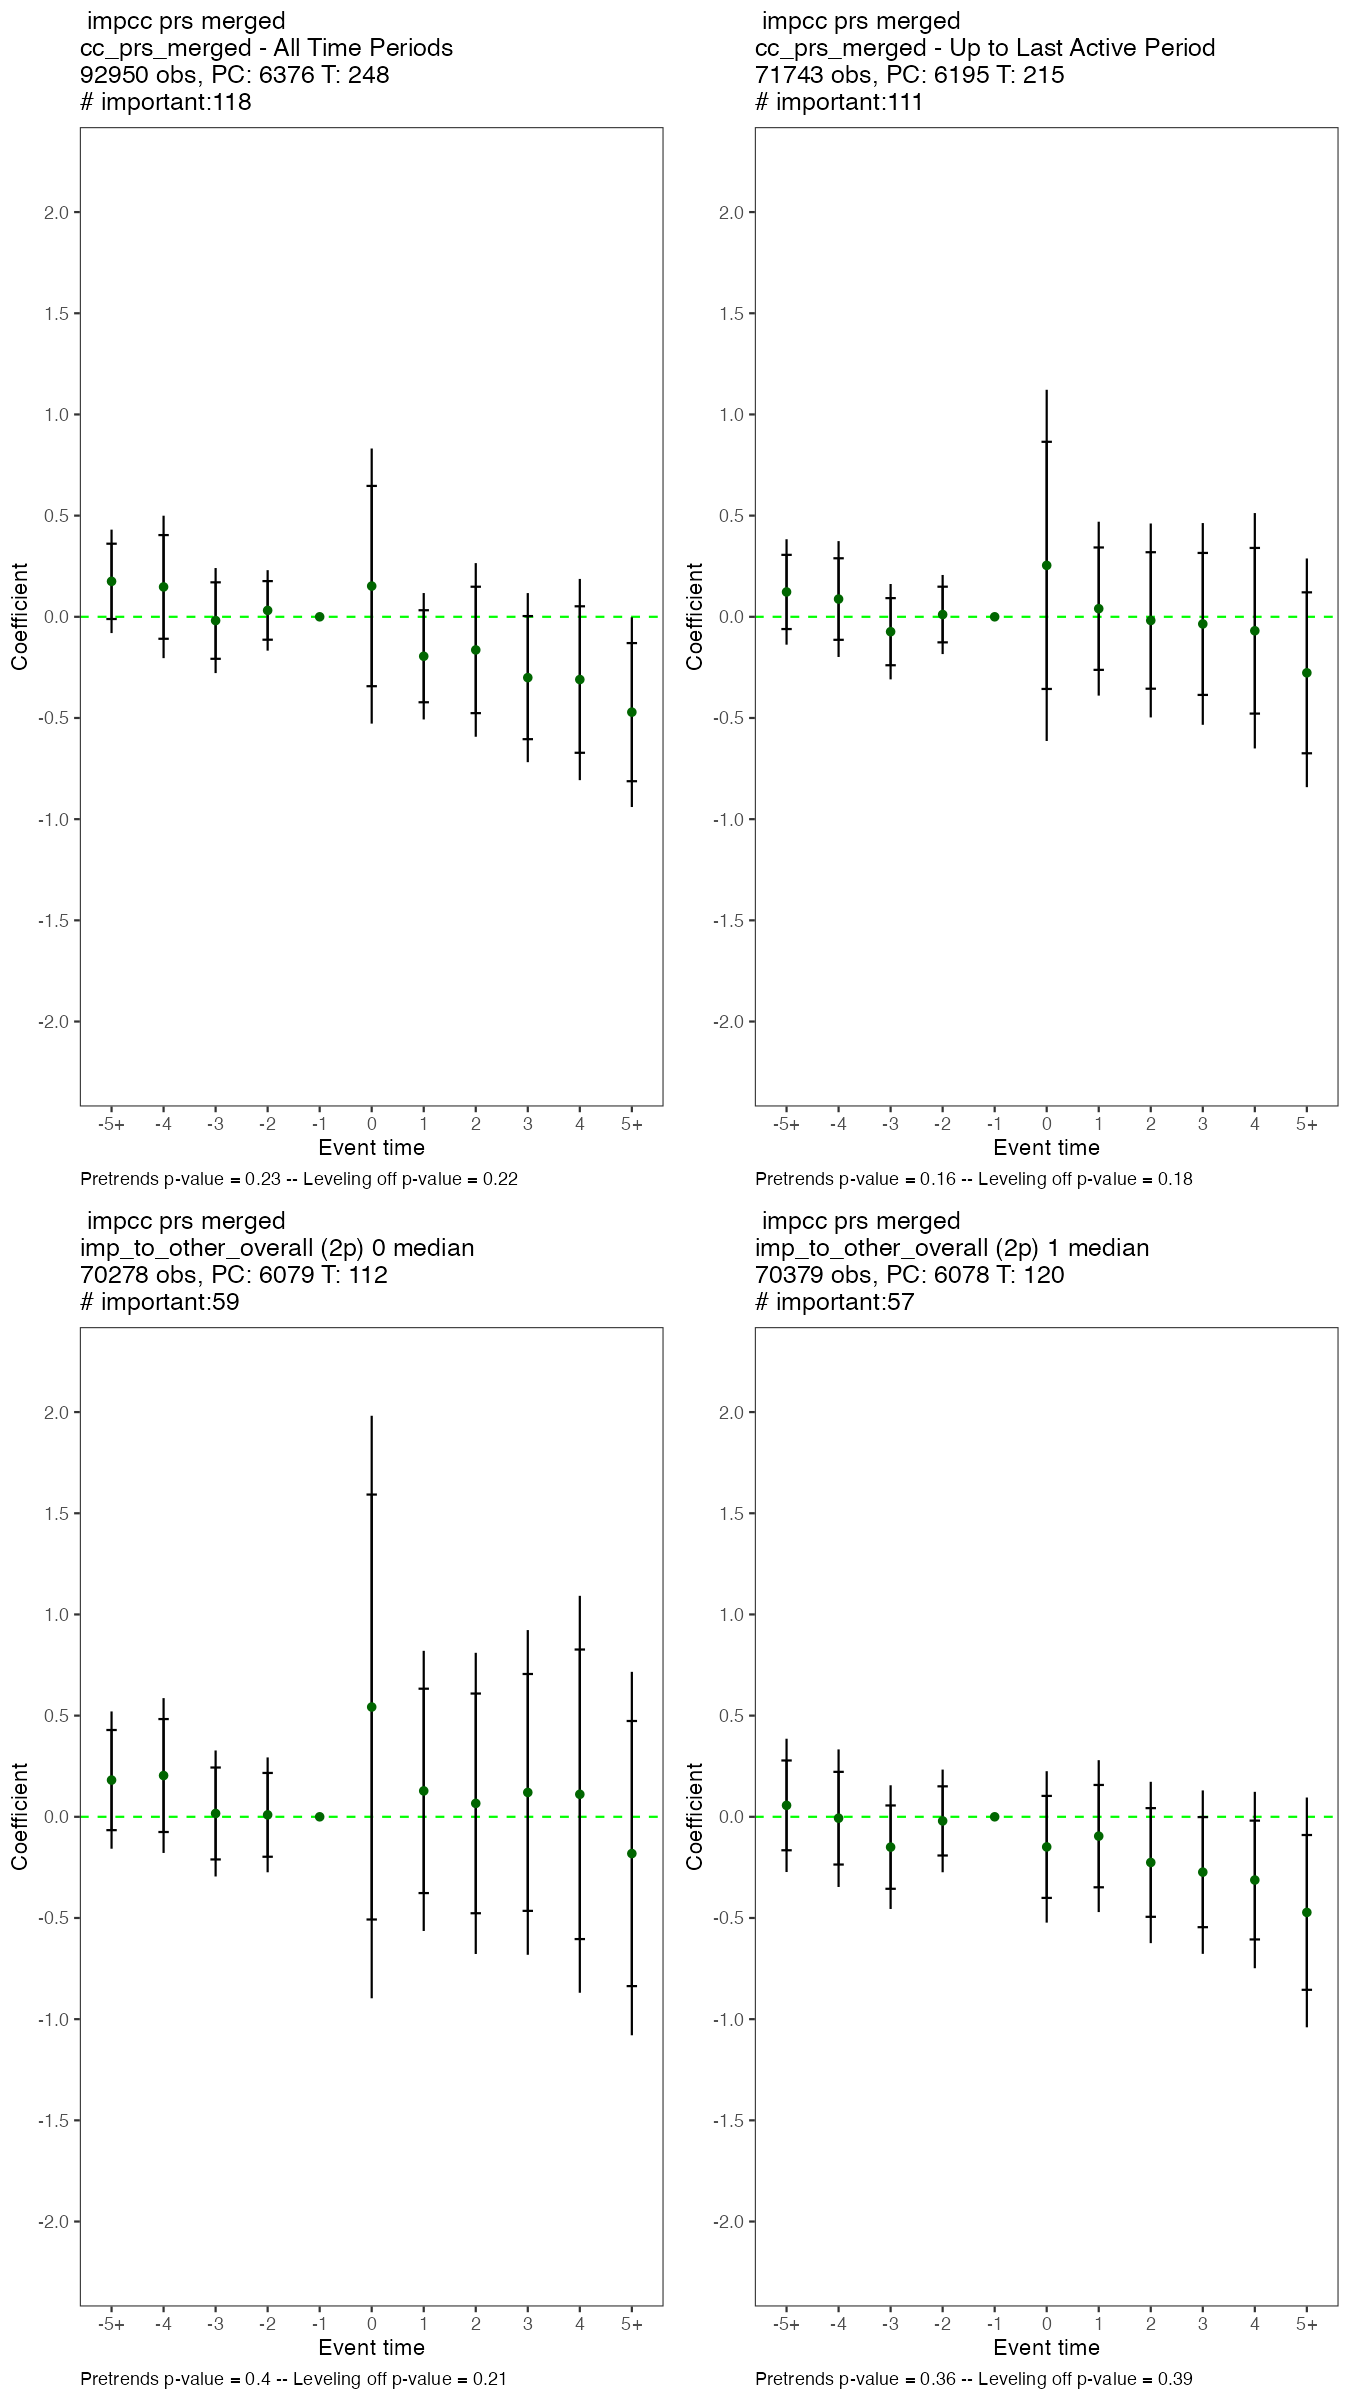 impcc prs merged
cc_prs_merged - All Time Periods
92950 obs, PC: 6376 T: 248
# important:118
2.0
1.5
1.0
0.5
0.0
-0.5
-1.0
-1.5
-2.0
Coefficient
-5+ -4 -3 -2 -1 0 1 2 3 4 5+
Event time
Pretrends p-value = 0.23 -- Leveling off p-value = 0.22
impcc prs merged
cc_prs_merged - Up to Last Active Period
71743 obs, PC: 6195 T: 215
# important:111
2.0
1.5
1.0
0.5
0.0
-0.5
-1.0
-1.5
-2.0
Coefficient
-5+ -4 -3 -2 -1 0 1 2 3 4 5+
Event time
Pretrends p-value = 0.16 -- Leveling off p-value = 0.18
impcc prs merged
imp_to_other_overall (2p) 0 median
70278 obs, PC: 6079 T: 112
# important:59
2.0
1.5
1.0
0.5
0.0
-0.5
-1.0
-1.5
-2.0
Coefficient
-5+ -4 -3 -2 -1 0 1 2 3 4 5+
Event time
Pretrends p-value = 0.4 -- Leveling off p-value = 0.21
impcc prs merged
imp_to_other_overall (2p) 1 median
70379 obs, PC: 6078 T: 120
# important:57
2.0
1.5
1.0
0.5
0.0
-0.5
-1.0
-1.5
-2.0
Coefficient
-5+ -4 -3 -2 -1 0 1 2 3 4 5+
Event time
Pretrends p-value = 0.36 -- Leveling off p-value = 0.39